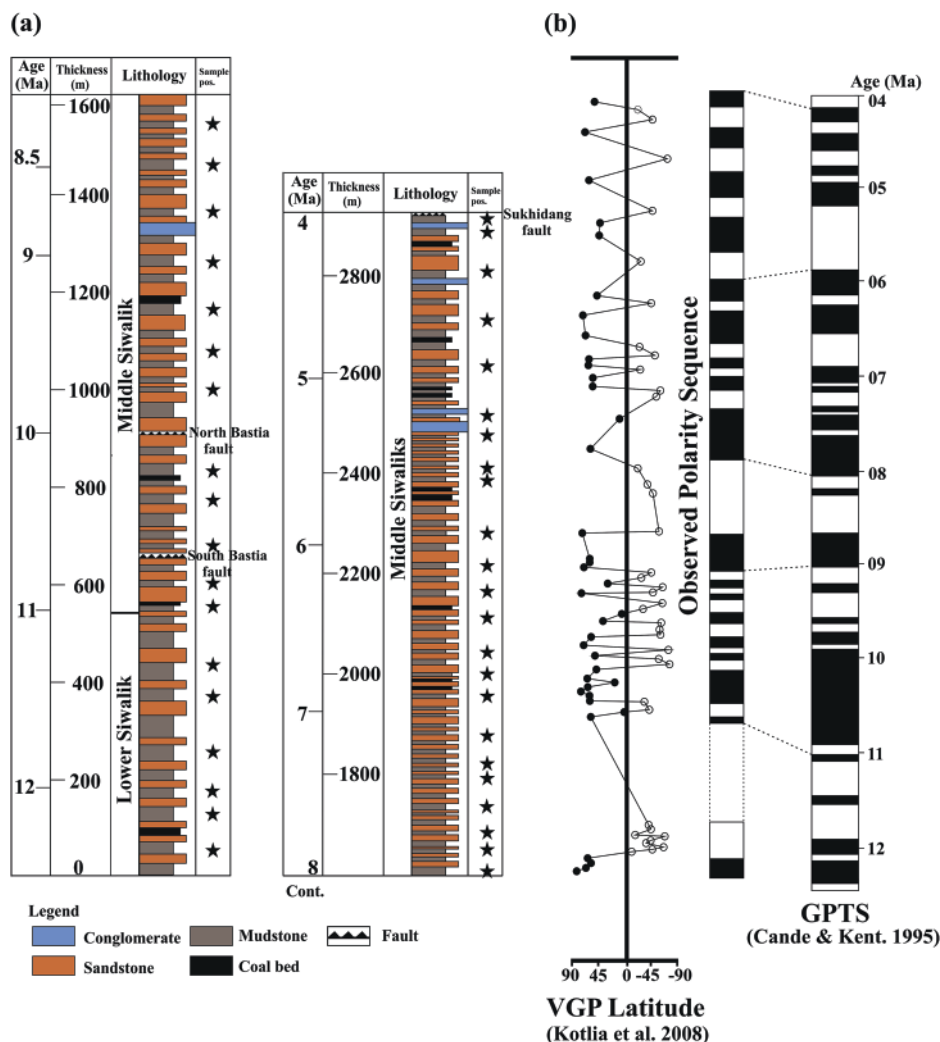 (a)
Age
(Ma)
Thickness
(m)
Lithology
Sample
pos.
1600
8.5
1400
9
1200
1000
10
North Bastia
fault
800
South Bastia
fault
600
11
400
200
12
0
Middle Siwalik
Lower Siwalik
Age
(Ma)
Thickness
(m)
Lithology
Sample
pos.
4
Sukhidang
fault
2800
5
2600
2400
6
2200
2000
7
1800
8
Cont.
Middle Siwaliks
Legend
Conglomerate
Mudstone
Fault
Sandstone
Coal bed
(b)
Observed Polarity Sequence
90 45 0 -45 -90
VGP Latitude
(Kotlia et al. 2008)
Age (Ma)
04
05
06
07
08
09
10
11
12
GPTS
(Cande & Kent. 1995)